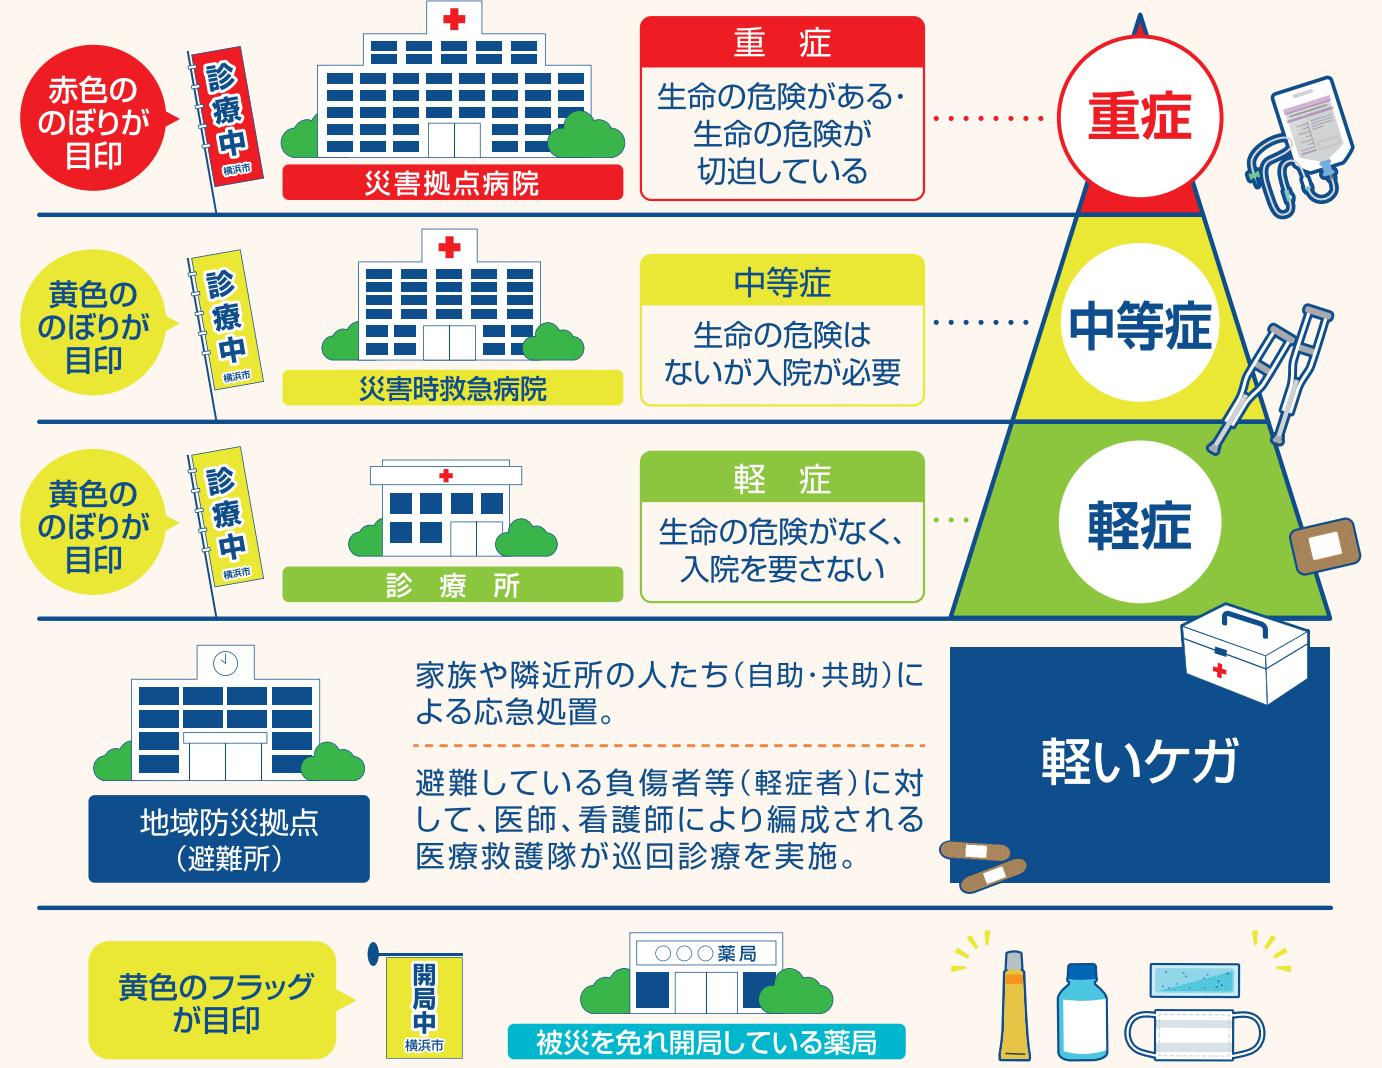 赤色の
のぼりが
目印
診療中
横浜市
災害拠点病院
重 症
生命の危険がある・
生命の危険が
切迫している
重症
黄色の
のぼりが
目印
診療中
横浜市
災害時救急病院
中等症
生命の危険は
ないが入院が必要
中等症
黄色の
のぼりが
目印
診療中
横浜市
診 療 所
軽 症
生命の危険がなく、
入院を要さない
軽症
地域防災拠点
（避難所）
家族や隣近所の人たち（自助・共助）に
よる応急処置。
避難している負傷者等（軽症者）に対
して、医師、看護師により編成される
医療救護隊が巡回診療を実施。
軽いケガ
黄色のフラッグ
が目印
開局中
横浜市
〇〇〇薬局
被災を免れ開局している薬局